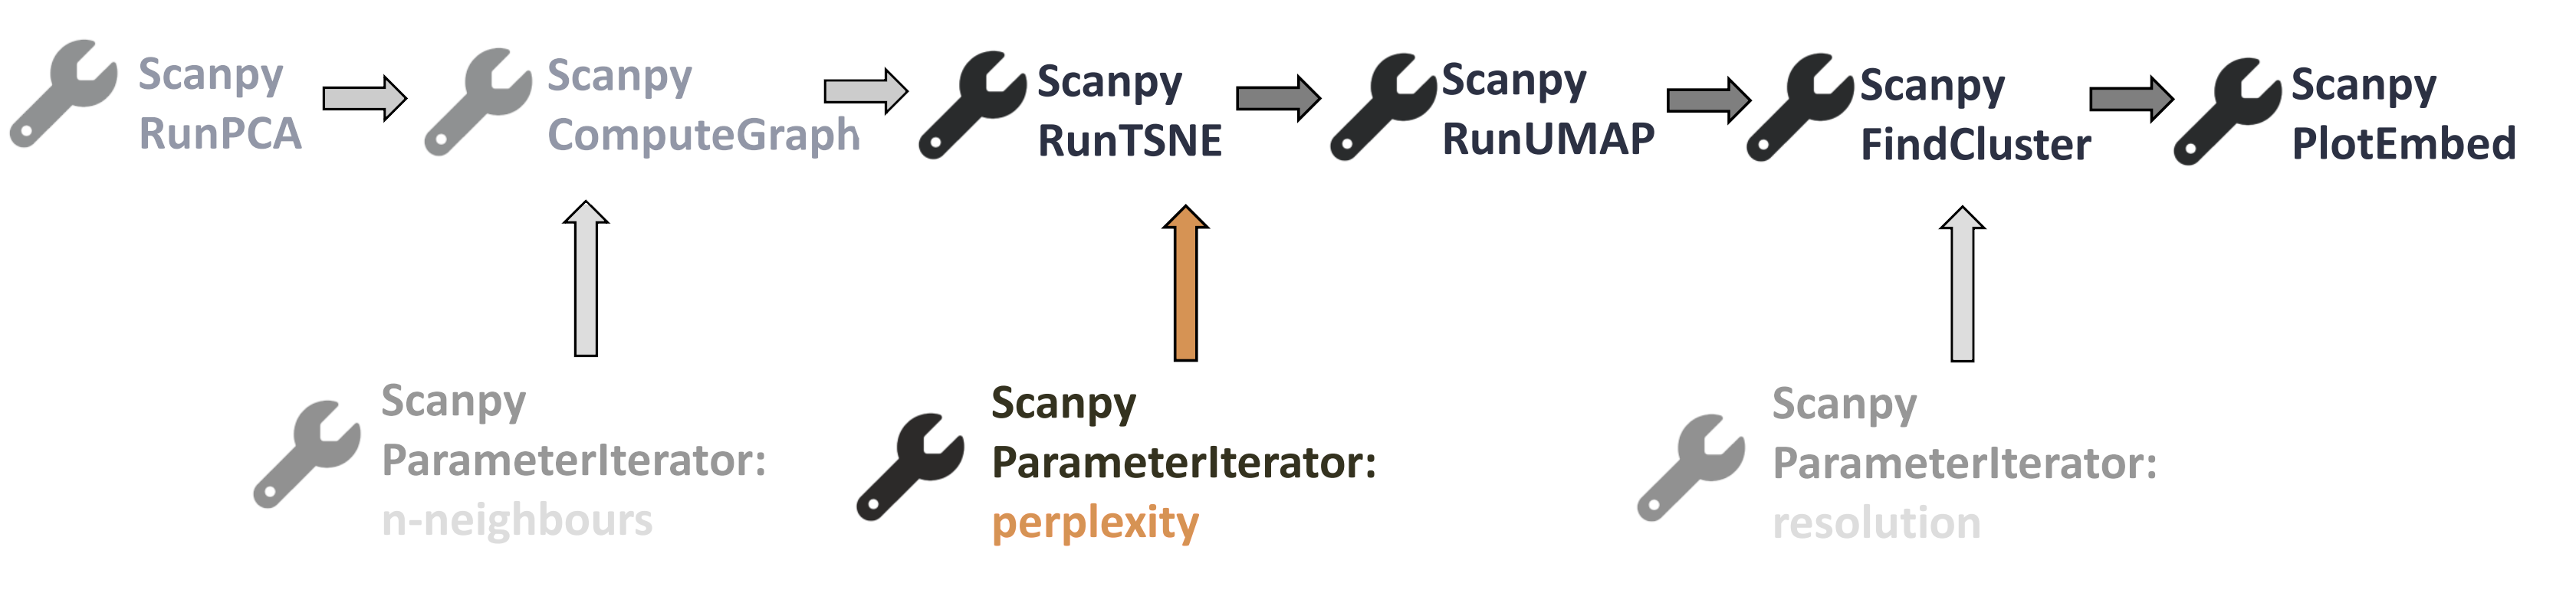 Scanpy
RunPCA
Scanpy
ComputeGraph
Scanpy
RunTSNE
Scanpy
RunUMAP
Scanpy
FindCluster
Scanpy
PlotEmbed
Scanpy
ParameterIterator:
n-neighbours
Scanpy
ParameterIterator:
perplexity
Scanpy
ParameterIterator:
resolution